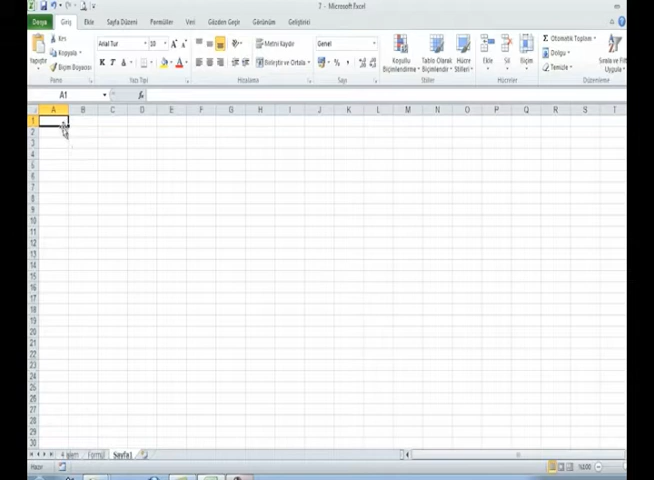 7 - Microsoft Excel
Dosya Giriş Ekle Sayfa Düzeni Formüller Veri Gözden Geçir Görünüm Geliştirici
Yapıştır
Kes
Kopyala
Biçim Boyacısı
Pano
Arial Tur 10
K T A
Yazı Tipi
Metni Kaydır
Birleştir ve Ortala
Hizalama
Genel
Sayı
Koşullu Biçimlendirme
Tablo Olarak Biçimlendir
Hücre Stilleri
Stiller
Ekle Sil Biçim
Hücreler
Σ Otomatik Toplam
Dolgu
Temizle
Sırala ve Filt
Uygula
Düzenleme
A1 fx
A B C D E F G H I J K L M N O P Q R S T
1
2
3
4
5
6
7
8
9
10
11
12
13
14
15
16
17
18
19
20
21
22
23
24
25
26
27
28
29
30
Formül Sayfa1
Hazır %100